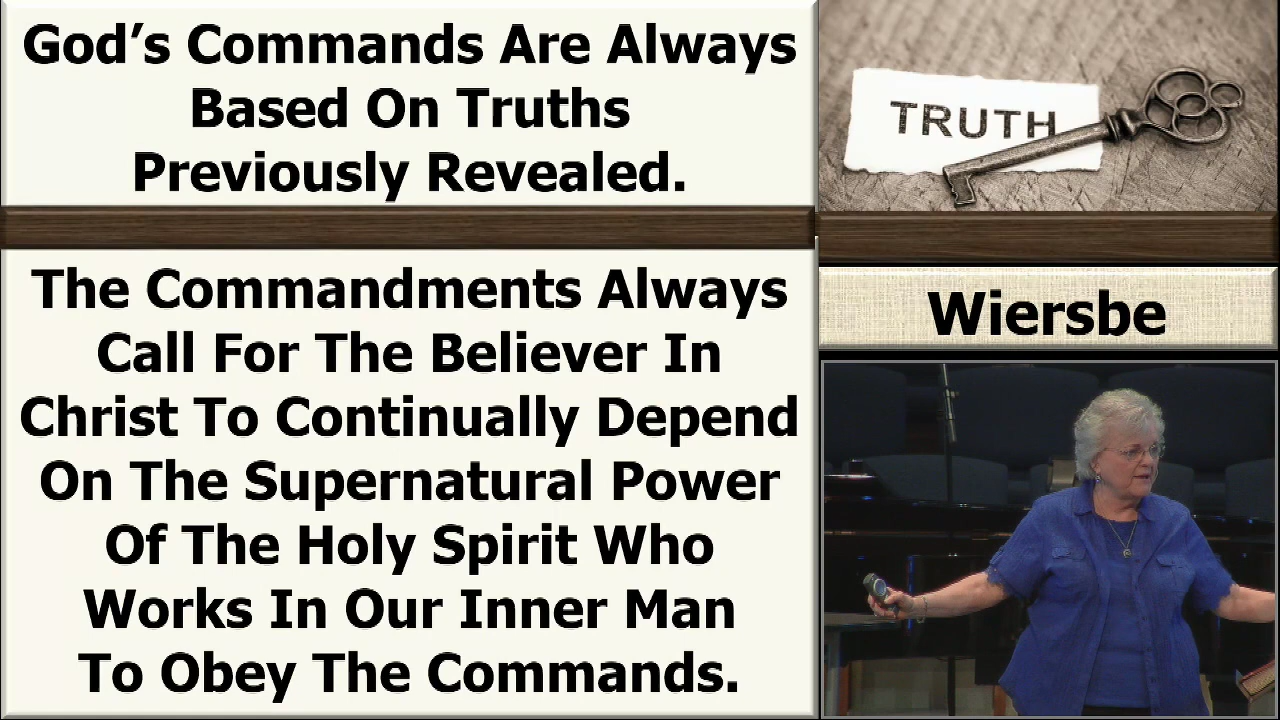 God’s Commands Are Always
Based On Truths
Previously Revealed.
The Commandments Always
Call For The Believer In
Christ To Continually Depend
On The Supernatural Power
Of The Holy Spirit Who
Works In Our Inner Man
To Obey The Commands.
TRUTH
Wiersbe